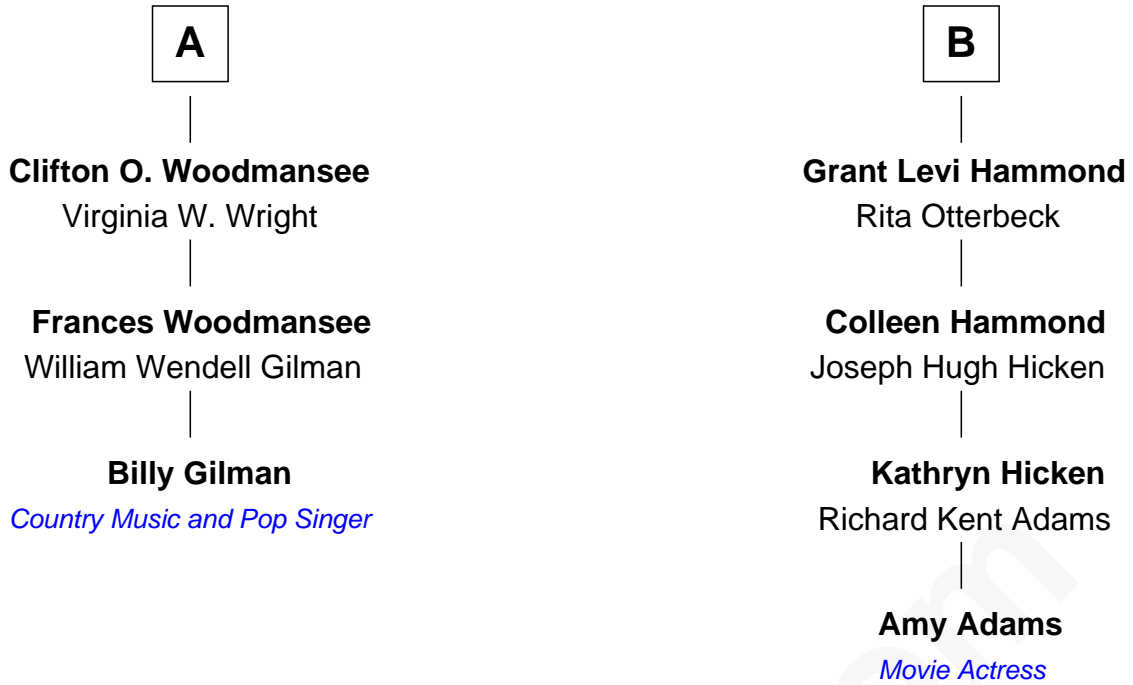 A
Clifton O. Woodmansee
Virginia W. Wright
Frances Woodmansee
William Wendell Gilman
Billy Gilman
Country Music and Pop Singer
B
Grant Levi Hammond
Rita Otterbeck
Colleen Hammond
Joseph Hugh Hicken
Kathryn Hicken
Richard Kent Adams
Amy Adams
Movie Actress